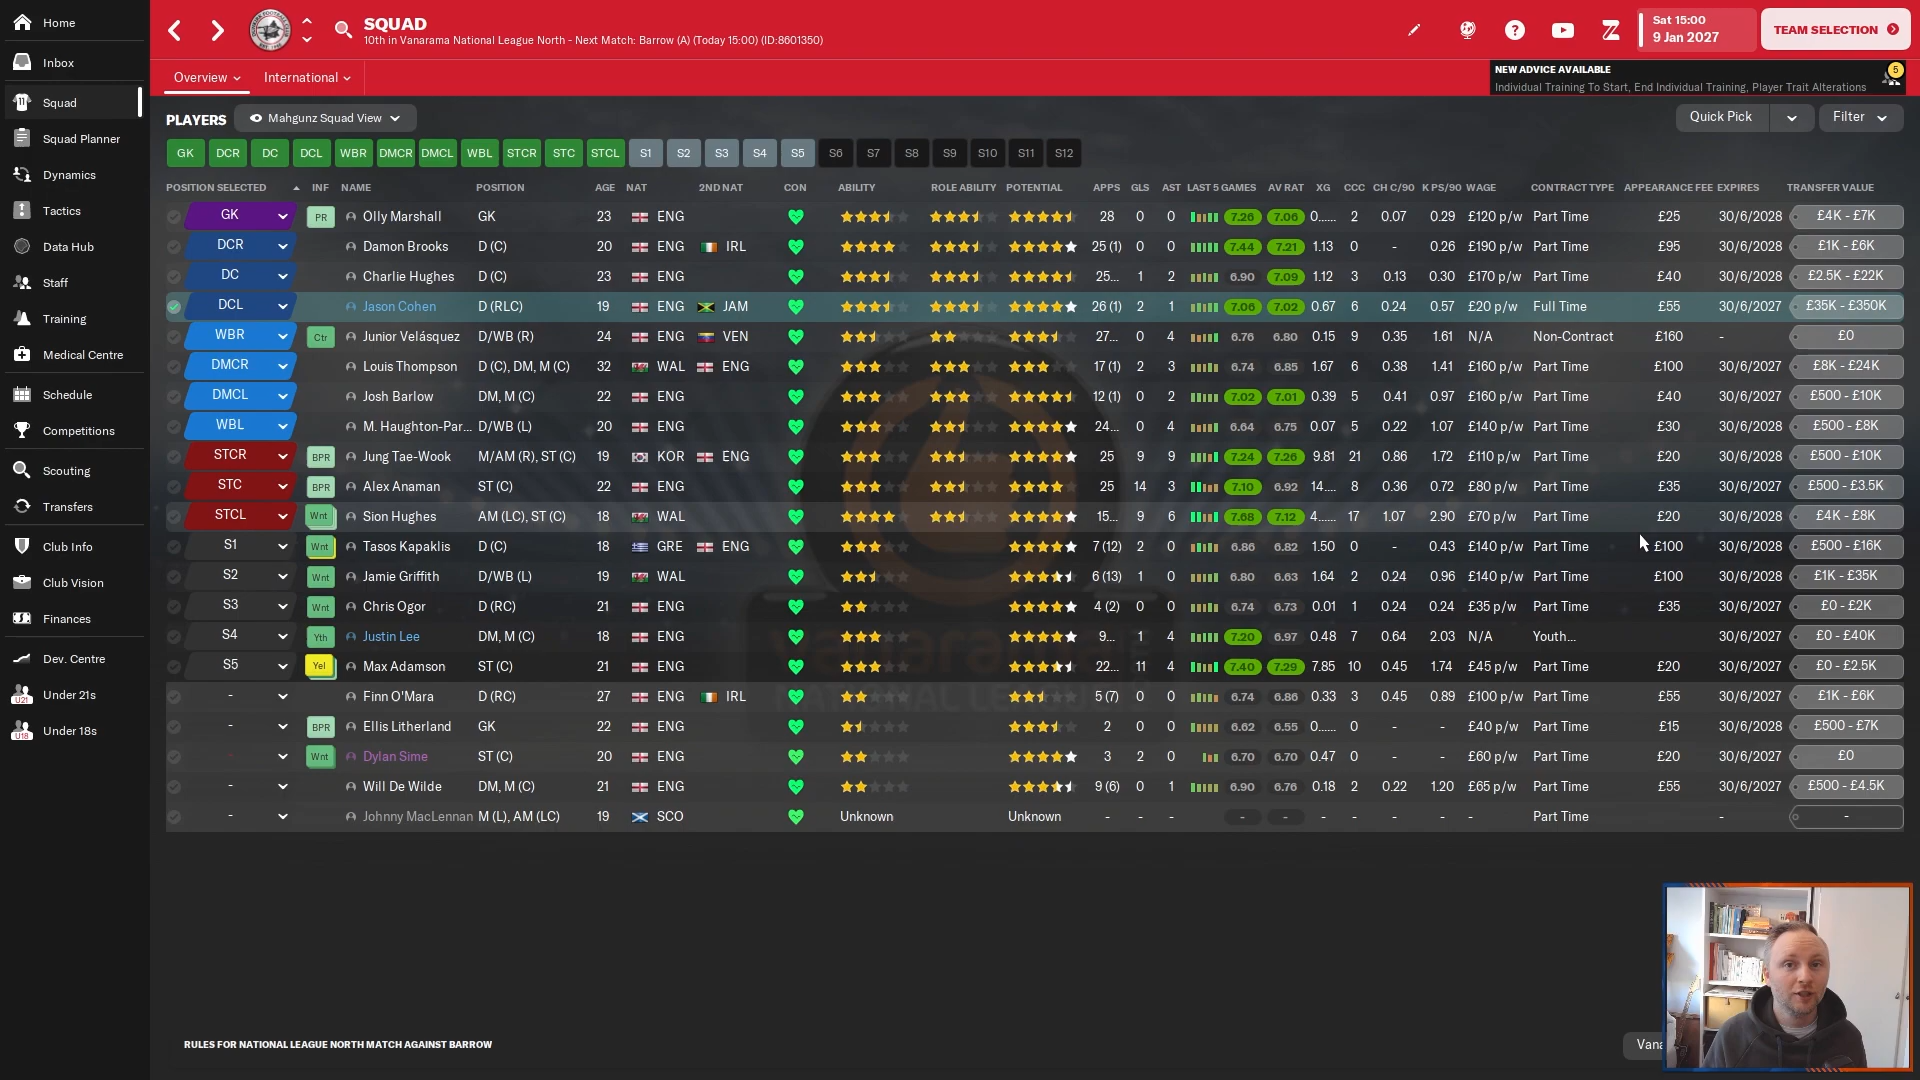 Home
Inbox
Squad
Squad Planner
Dynamics
Tactics
Data Hub
Staff
Training
Medical Centre
Schedule
Competitions
Scouting
Transfers
Club Info
Club Vision
Finances
Dev. Centre
Under 21s
Under 18s
SQUAD
10th in Vanarama National League North - Next Match: Barrow (A) (Today 15:00) (ID:8601350)
Sat 15:00
9 Jan 2027
TEAM SELECTION
Overview International
NEW ADVICE AVAILABLE
Individual Training To Start, End Individual Training, Player Trait Alterations
5
PLAYERS Mahgunz Squad View Quick Pick Filter
GK DCR DC DCL WBR DMCR DMCL WBL STCR STC STCL S1 S2 S3 S4 S5 S6 S7 S8 S9 S10 S11 S12
POSITION SELECTED INF NAME POSITION AGE NAT 2ND NAT CON ABILITY ROLE ABILITY POTENTIAL APPS GLS AST LAST 5 GAMES AV RAT XG CCC CH C/90 K PS/90 WAGE CONTRACT TYPE APPEARANCE FEE EXPIRES TRANSFER VALUE
GK PR Olly Marshall GK 23 ENG 28 0 0 7.26 7.06 0...... 2 0.07 0.29 £120 p/w Part Time £25 30/6/2028 £4K - £7K
DCR Damon Brooks D (C) 20 ENG IRL 25 (1) 0 0 7.44 7.21 1.13 0 - 0.26 £190 p/w Part Time £95 30/6/2028 £1K - £6K
DC Charlie Hughes D (C) 23 ENG 25... 1 2 6.90 7.09 1.12 3 0.13 0.30 £170 p/w Part Time £40 30/6/2028 £2.5K - £22K
DCL Jason Cohen D (RLC) 19 ENG JAM 26 (1) 2 1 7.06 7.02 0.67 6 0.24 0.57 £20 p/w Full Time £55 30/6/2027 £35K - £350K
WBR Ctr Junior Velásquez D/WB (R) 24 ENG VEN 27... 0 4 6.76 6.80 0.15 9 0.35 1.61 N/A Non-Contract £160 - £0
DMCR Louis Thompson D (C), DM, M (C) 32 WAL ENG 17 (1) 2 3 6.74 6.85 1.67 6 0.38 1.41 £160 p/w Part Time £100 30/6/2027 £8K - £24K
DMCL Josh Barlow DM, M (C) 22 ENG 12 (1) 0 2 7.02 7.01 0.39 5 0.41 0.97 £160 p/w Part Time £40 30/6/2027 £500 - £10K
WBL M. Haughton-Par... D/WB (L) 20 ENG 24... 0 4 6.64 6.75 0.07 5 0.22 1.07 £140 p/w Part Time £30 30/6/2028 £500 - £8K
STCR BPR Jung Tae-Wook M/AM (R), ST (C) 19 KOR ENG 25 9 9 7.24 7.26 9.81 21 0.86 1.72 £110 p/w Part Time £20 30/6/2028 £500 - £10K
STC BPR Alex Anaman ST (C) 22 ENG 25 14 3 7.10 6.92 14.... 8 0.36 0.72 £80 p/w Part Time £35 30/6/2028 £500 - £3.5K
STCL Wnt Sion Hughes AM (LC), ST (C) 18 WAL 15... 9 6 7.68 7.12 4...... 17 1.07 2.90 £70 p/w Part Time £20 30/6/2028 £4K - £8K
S1 Wnt Tasos Kapaklis D (C) 18 GRE ENG 7 (12) 2 0 6.86 6.82 1.50 0 - 0.43 £140 p/w Part Time £100 30/6/2028 £500 - £16K
S2 Wnt Jamie Griffith D/WB (L) 19 WAL 6 (13) 1 0 6.80 6.63 1.64 2 0.24 0.96 £140 p/w Part Time £100 30/6/2028 £1K - £35K
S3 Wnt Chris Ogor D (RC) 21 ENG 4 (2) 0 0 6.74 6.73 0.01 1 0.24 0.24 £35 p/w Part Time £35 30/6/2027 £0 - £2K
S4 Yth Justin Lee DM, M (C) 18 ENG 9... 1 4 7.20 6.97 0.48 7 0.64 2.03 N/A Youth... 30/6/2027 £0 - £40K
S5 Yel Max Adamson ST (C) 21 ENG 22... 11 4 7.40 7.29 7.85 10 0.45 1.74 £45 p/w Part Time £20 30/6/2027 £0 - £2.5K
- Finn O'Mara D (RC) 27 ENG IRL 5 (7) 0 0 6.74 6.86 0.33 3 0.45 0.89 £100 p/w Part Time £55 30/6/2027 £1K - £6K
- BPR Ellis Litherland GK 22 ENG 2 0 0 6.62 6.55 0...... 0 - - £40 p/w Part Time £15 30/6/2028 £500 - £7K
- Wnt Dylan Sime ST (C) 20 ENG 3 2 0 6.70 6.70 0.47 0 - - £60 p/w Part Time £20 30/6/2027 £0
- Will De Wilde DM, M (C) 21 ENG 9 (6) 0 1 6.90 6.76 0.18 2 0.22 1.20 £65 p/w Part Time £55 30/6/2027 £500 - £4.5K
- Johnny MacLennan M (L), AM (LC) 19 SCO Unknown Unknown - - - - - - - - - - Part Time - -
RULES FOR NATIONAL LEAGUE NORTH MATCH AGAINST BARROW
Vana